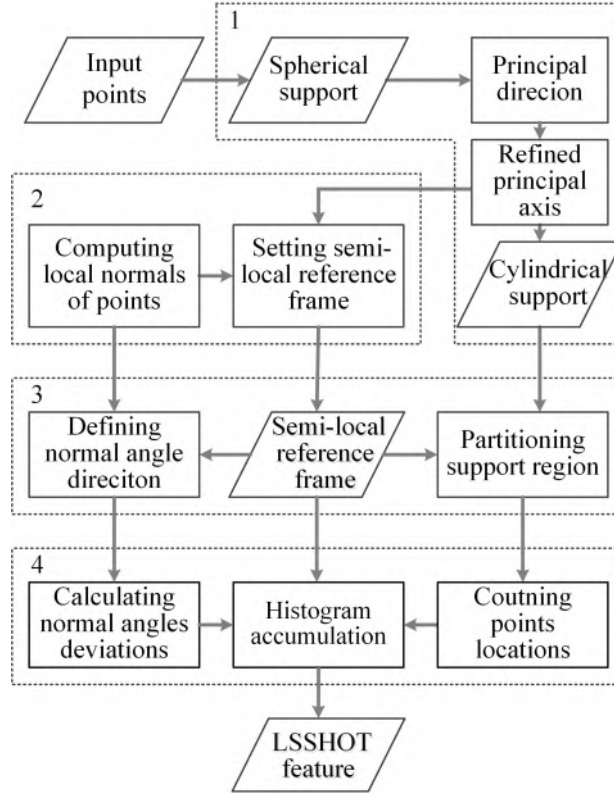 1
Input
points
Spherical
support
Principal
direcion
Refined
principal
axis
2
Computing
local normals
of points
Setting semi-
local reference
frame
Cylindrical
support
3
Defining
normal angle
direciton
Semi-local
reference
frame
Partitioning
support region
4
Calculating
normal angles
deviations
Histogram
accumulation
Coutning
points
locations
LSSHOT
feature